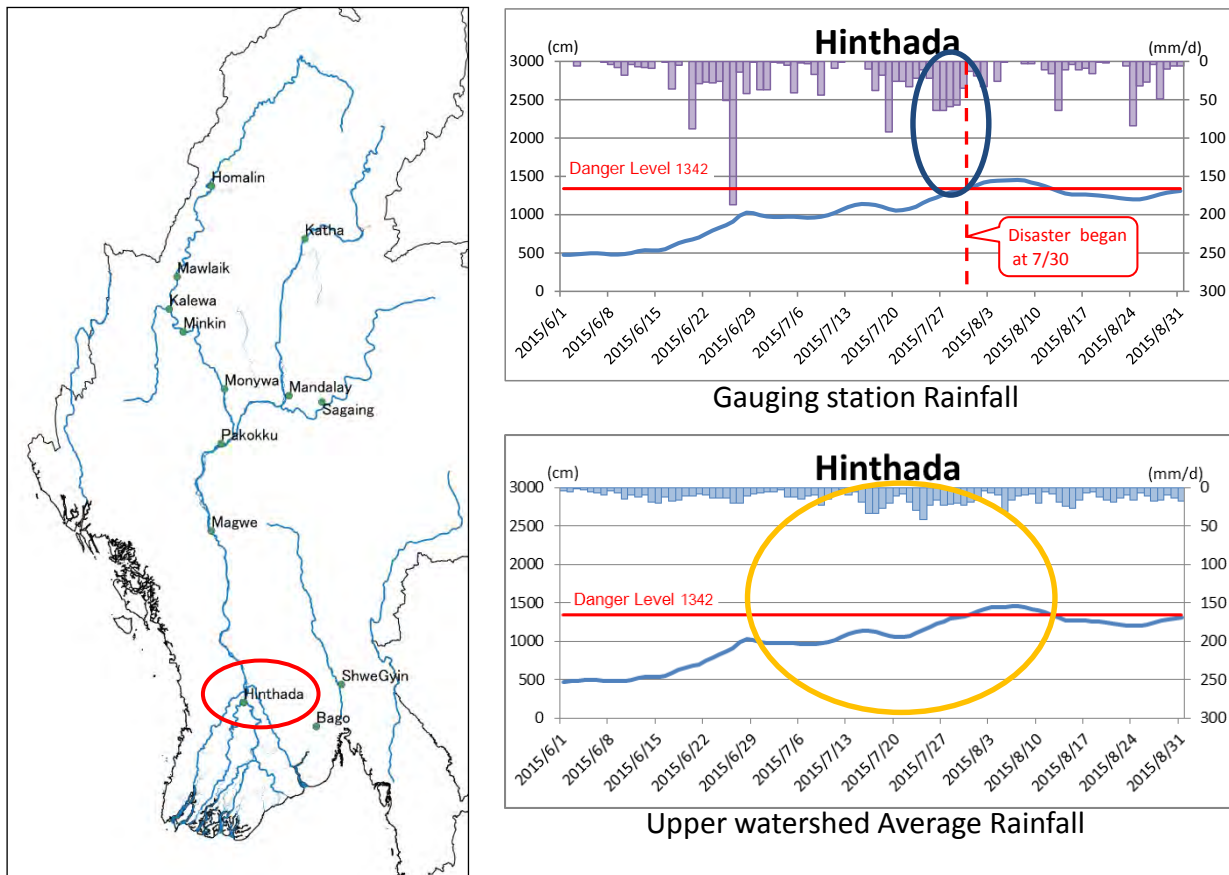 Homalin
Katha
Mawlaik
Kalewa
Minkin
Monywa
Mandalay
Sagaing
Pakokku
Magwe
Hinthada
ShweGyin
Bago
Hinthada
(cm)
(mm/d)
3000
2500
2000
1500
1000
500
0
0
50
100
150
200
250
300
Danger Level 1342
Disaster began
at 7/30
2015/6/1
2015/6/8
2015/6/15
2015/6/22
2015/6/29
2015/7/6
2015/7/13
2015/7/20
2015/7/27
2015/8/3
2015/8/10
2015/8/17
2015/8/24
2015/8/31
Gauging station Rainfall
Hinthada
(cm)
(mm/d)
3000
2500
2000
1500
1000
500
0
0
50
100
150
200
250
300
Danger Level 1342
2015/6/1
2015/6/8
2015/6/15
2015/6/22
2015/6/29
2015/7/6
2015/7/13
2015/7/20
2015/7/27
2015/8/3
2015/8/10
2015/8/17
2015/8/24
2015/8/31
Upper watershed Average Rainfall